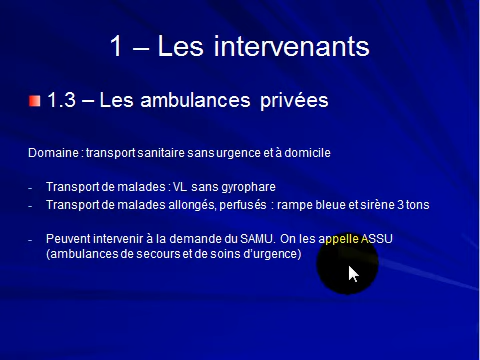 1 – Les intervenants
1.3 – Les ambulances privées
Domaine : transport sanitaire sans urgence et à domicile
- Transport de malades : VL sans gyrophare
- Transport de malades allongés, perfusés : rampe bleue et sirène 3 tons
- Peuvent intervenir à la demande du SAMU. On les appelle ASSU
(ambulances de secours et de soins d'urgence)